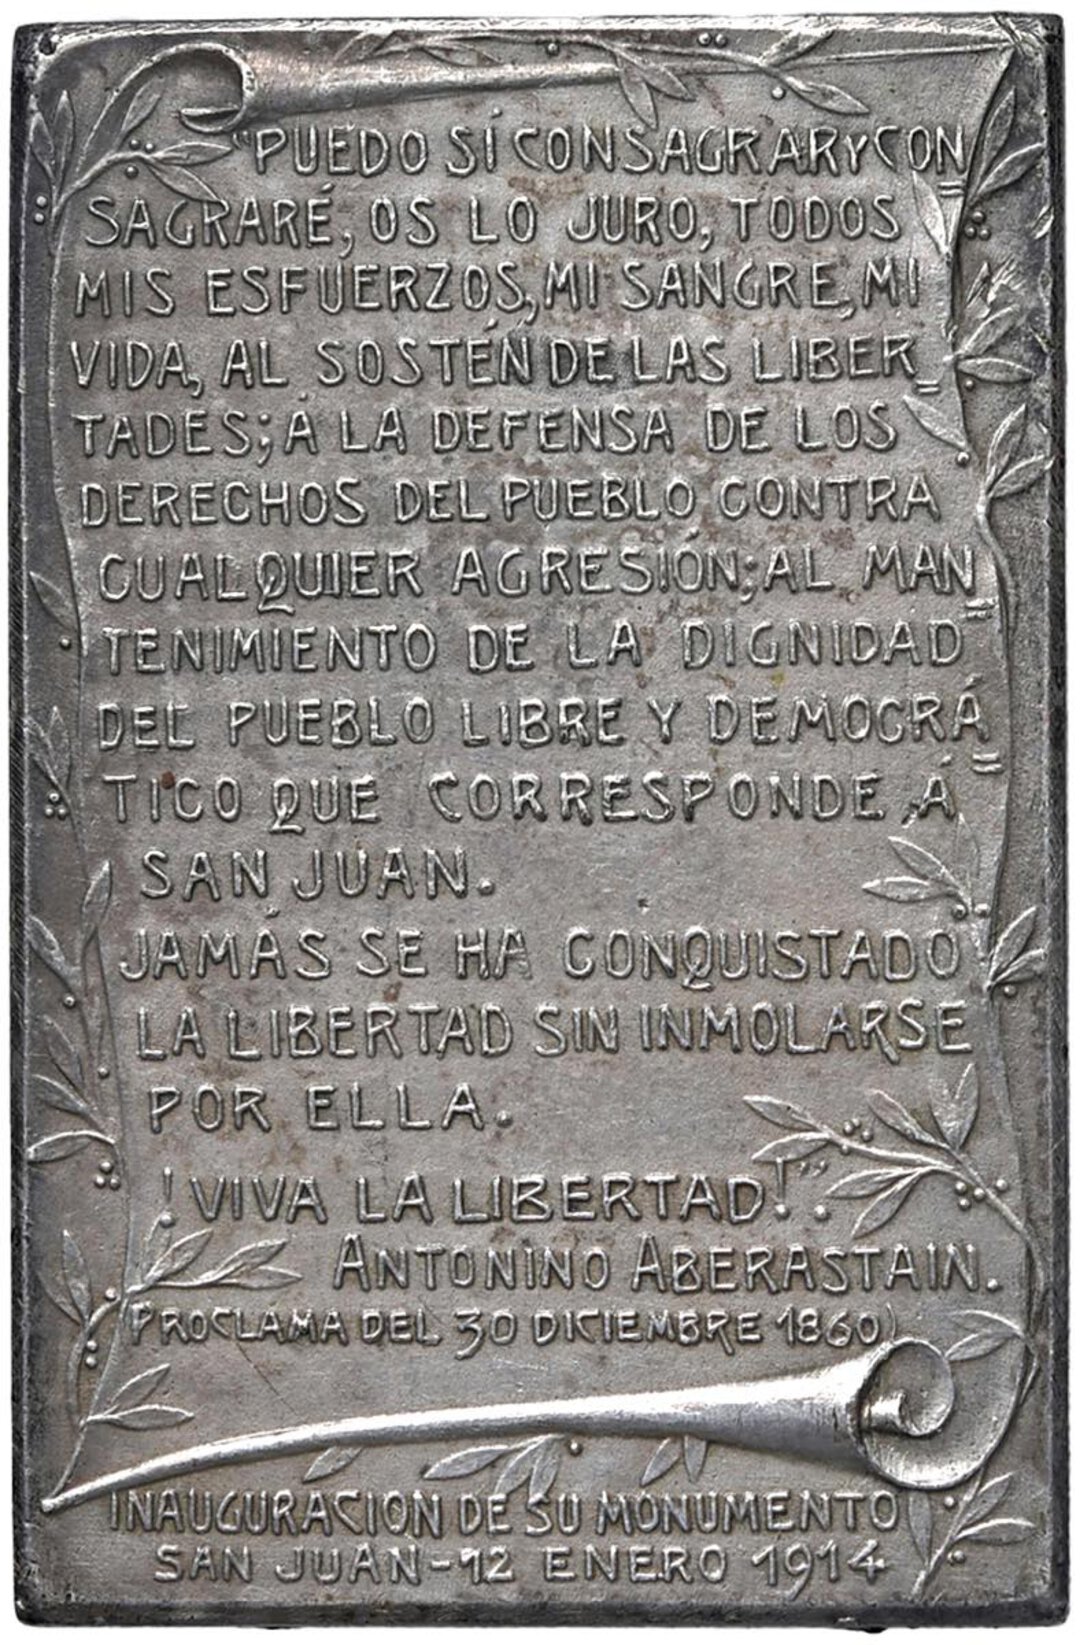 "PUEDO SÍ CONSAGRAR Y CON=
SAGRARÉ, OS LO JURO, TODOS
MIS ESFUERZOS, MI SANGRE, MI
VIDA, AL SOSTÉN DE LAS LIBER=
TADES; A LA DEFENSA DE LOS
DERECHOS DEL PUEBLO CONTRA
CUALQUIER AGRESIÓN; AL MAN=
TENIMIENTO DE LA DIGNIDAD
DEL PUEBLO LIBRE Y DEMOCRÁ=
TICO QUE CORRESPONDE Á
SAN JUAN.
JAMÁS SE HA CONQUISTADO
LA LIBERTAD SIN INMOLARSE
POR ELLA.
!VIVA LA LIBERTAD!".
ANTONINO ABERASTAIN.
(PROCLAMA DEL 30 DICIEMBRE 1860)
INAUGURACION DE SU MONUMENTO
SAN JUAN-12 ENERO 1914